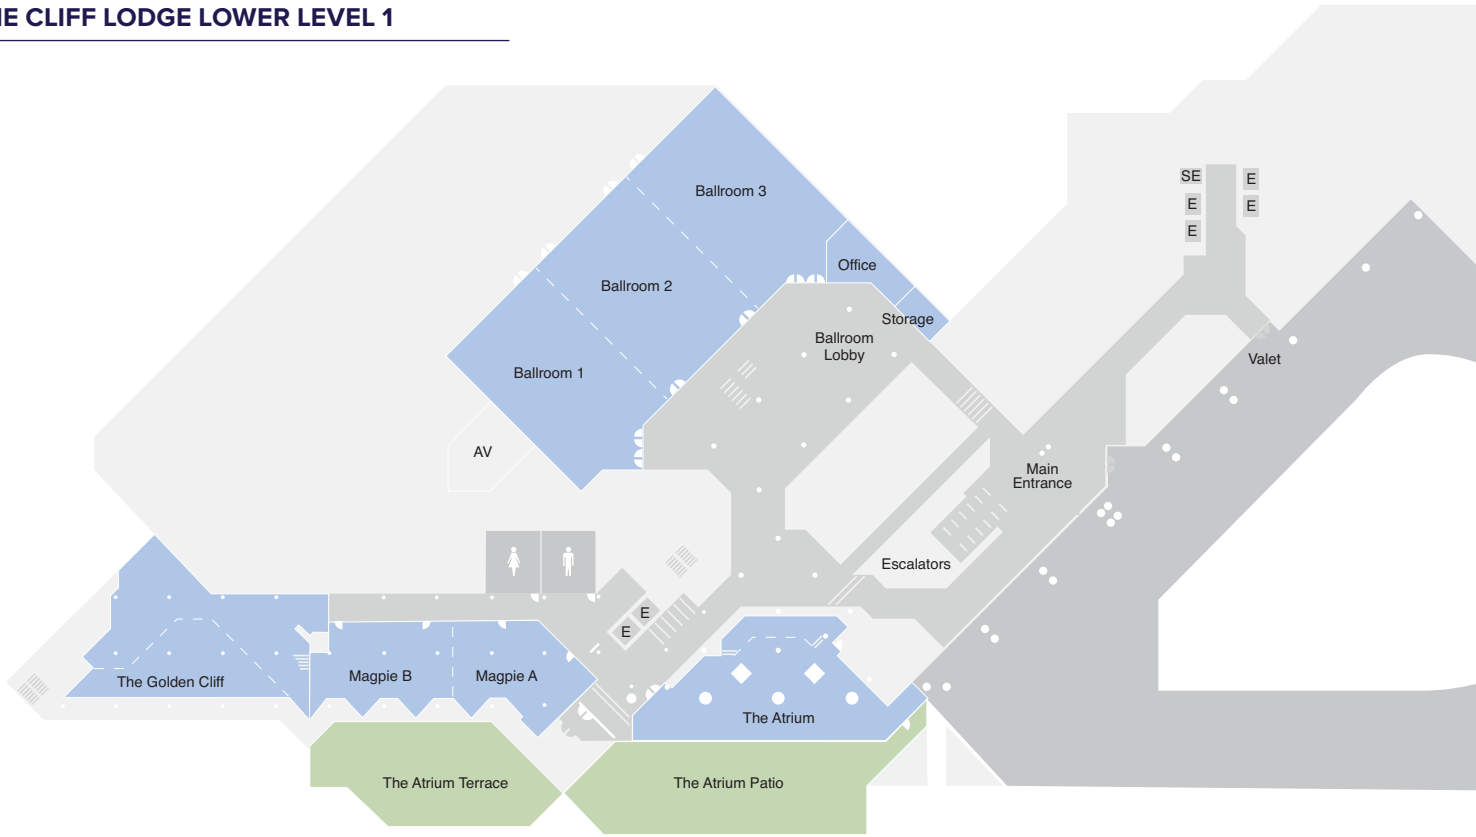 E CLIFF LODGE LOWER LEVEL 1
Ballroom 3
SE
E
E
E
E
Office
Ballroom 2
Storage
Ballroom
Lobby
Valet
Ballroom 1
AV
Main
Entrance
Escalators
E
E
The Golden Cliff
Magpie B
Magpie A
The Atrium
The Atrium Terrace
The Atrium Patio